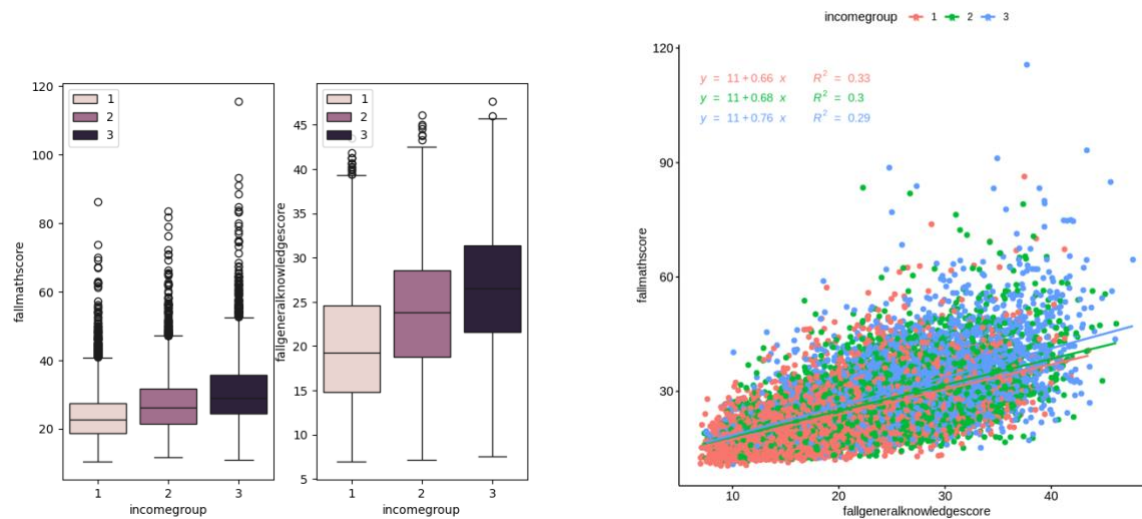 1
2
3
120
100
80
60
40
20
fallmathscore
1 2 3
incomegroup
1
2
3
45
40
35
30
25
20
15
10
5
fallgeneralknowledgescore
1 2 3
incomegroup
incomegroup 1 2 3
y = 11 + 0.66 x R² = 0.33
y = 11 + 0.68 x R² = 0.3
y = 11 + 0.76 x R² = 0.29
120
90
60
30
fallmathscore
10 20 30 40
fallgeneralknowledgescore